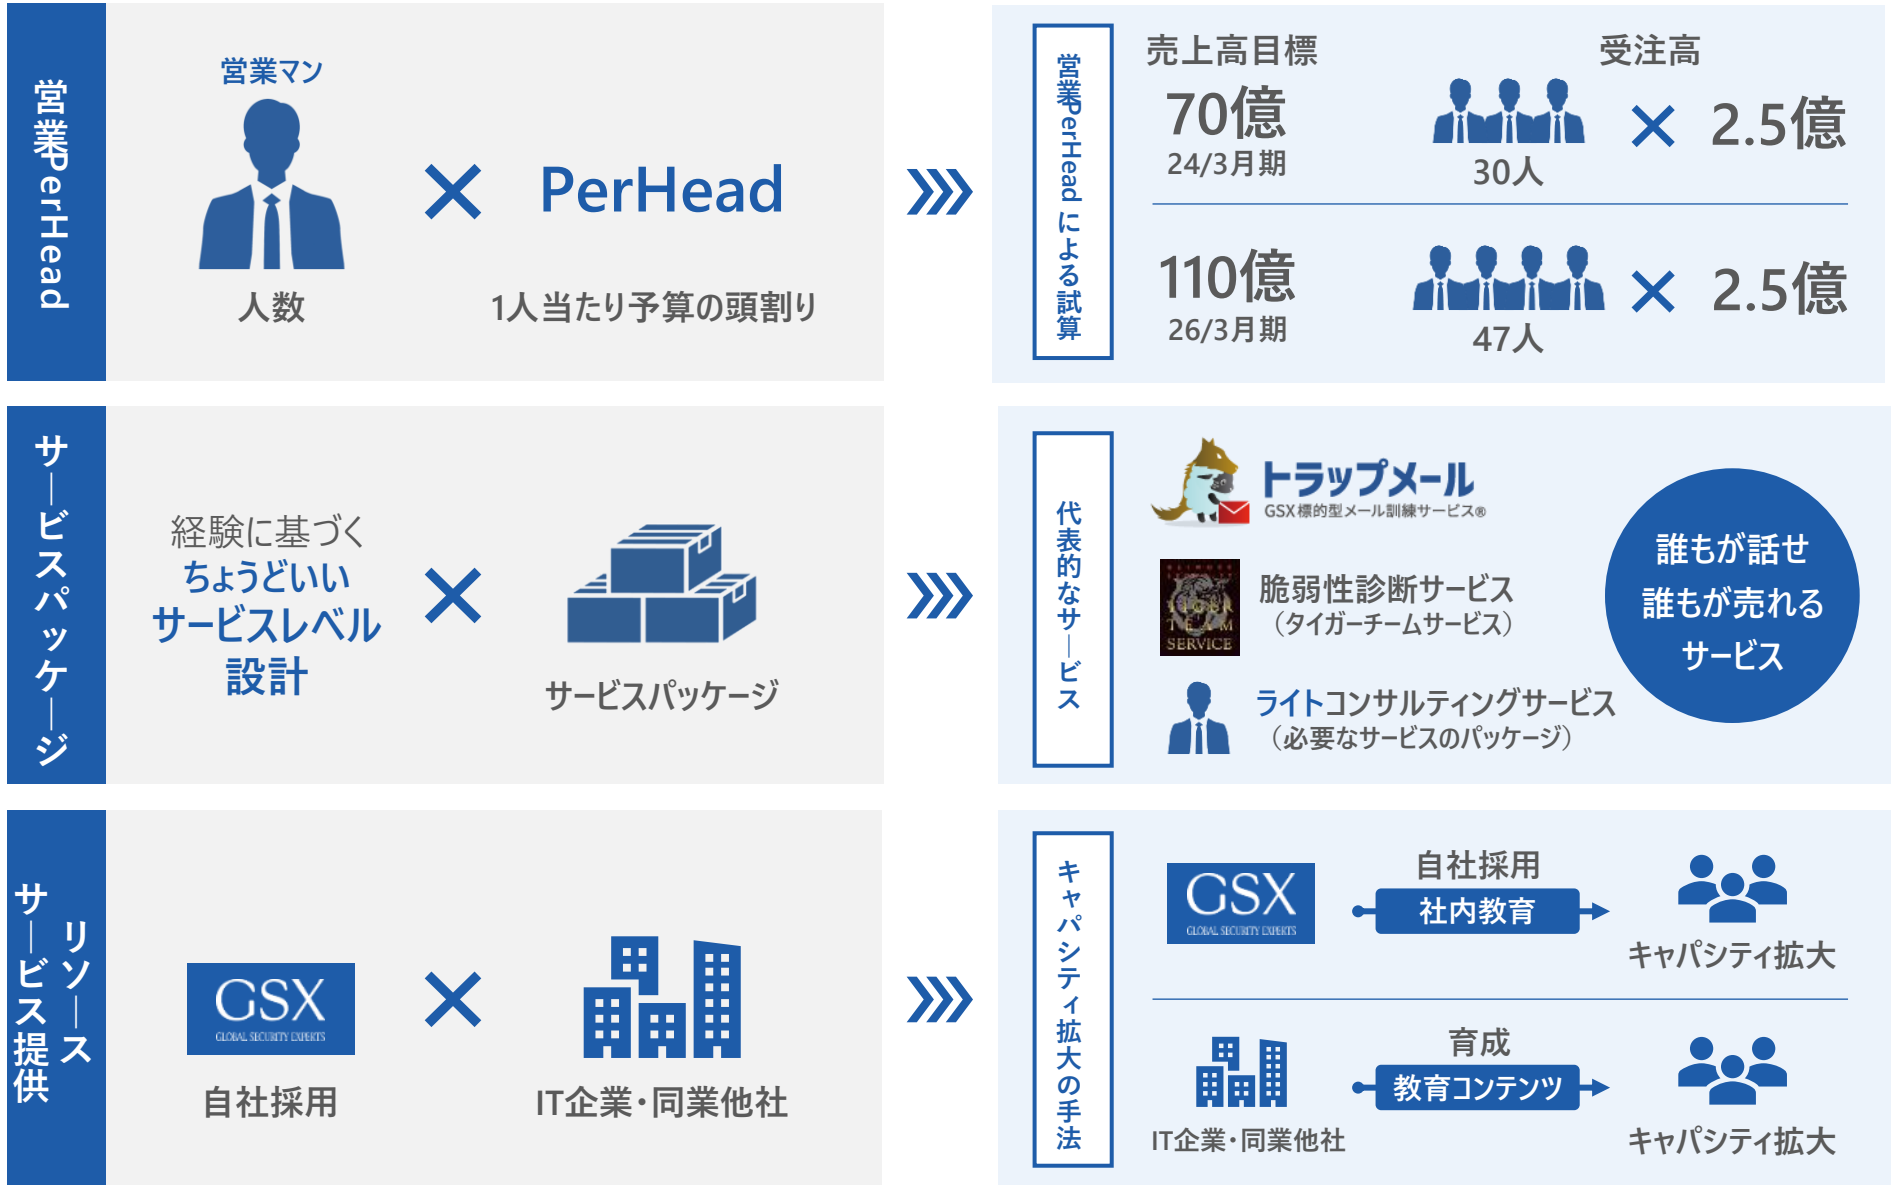 営業PerHead
営業マン
人数
PerHead
1人当たり予算の頭割り
営業PerHeadによる試算
売上高目標
70億
24/3月期
受注高
30人
2.5億
110億
26/3月期
47人
2.5億
サービスパッケージ
経験に基づく
ちょうどいい
サービスレベル
設計
サービスパッケージ
代表的なサービス
トラップメール
GSX標的型メール訓練サービス®
TIGER
TEAM
SERVICE
脆弱性診断サービス
（タイガーチームサービス）
ライトコンサルティングサービス
（必要なサービスのパッケージ）
誰もが話せ
誰もが売れる
サービス
リソース
サービス提供
GSX
GLOBAL SECURITY EXPERTS
自社採用
IT企業・同業他社
キャパシティ拡大の手法
GSX
GLOBAL SECURITY EXPERTS
自社採用
社内教育
キャパシティ拡大
IT企業・同業他社
育成
教育コンテンツ
キャパシティ拡大